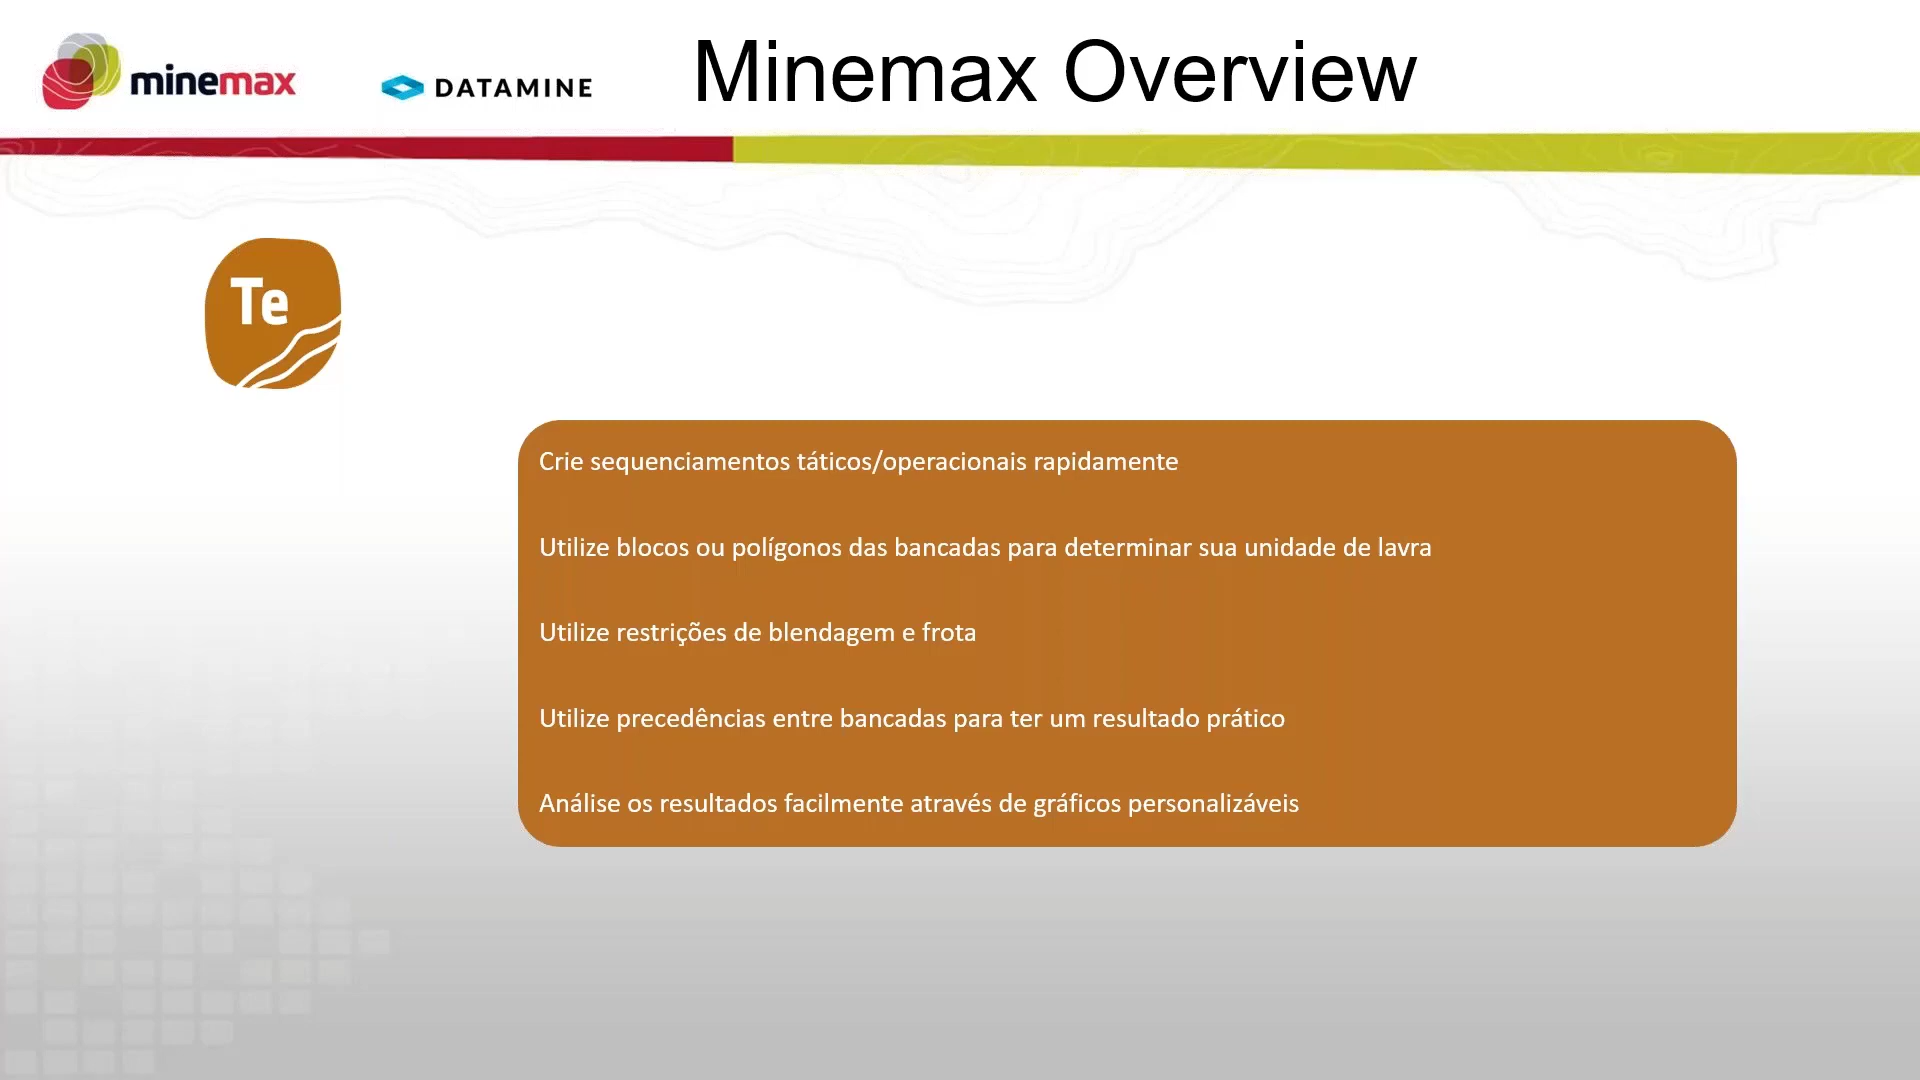 minemax
DATAMINE
Minemax Overview
Te
Crie sequenciamentos táticos/operacionais rapidamente
Utilize blocos ou polígonos das bancadas para determinar sua unidade de lavra
Utilize restrições de blendagem e frota
Utilize precedências entre bancadas para ter um resultado prático
Análise os resultados facilmente através de gráficos personalizáveis